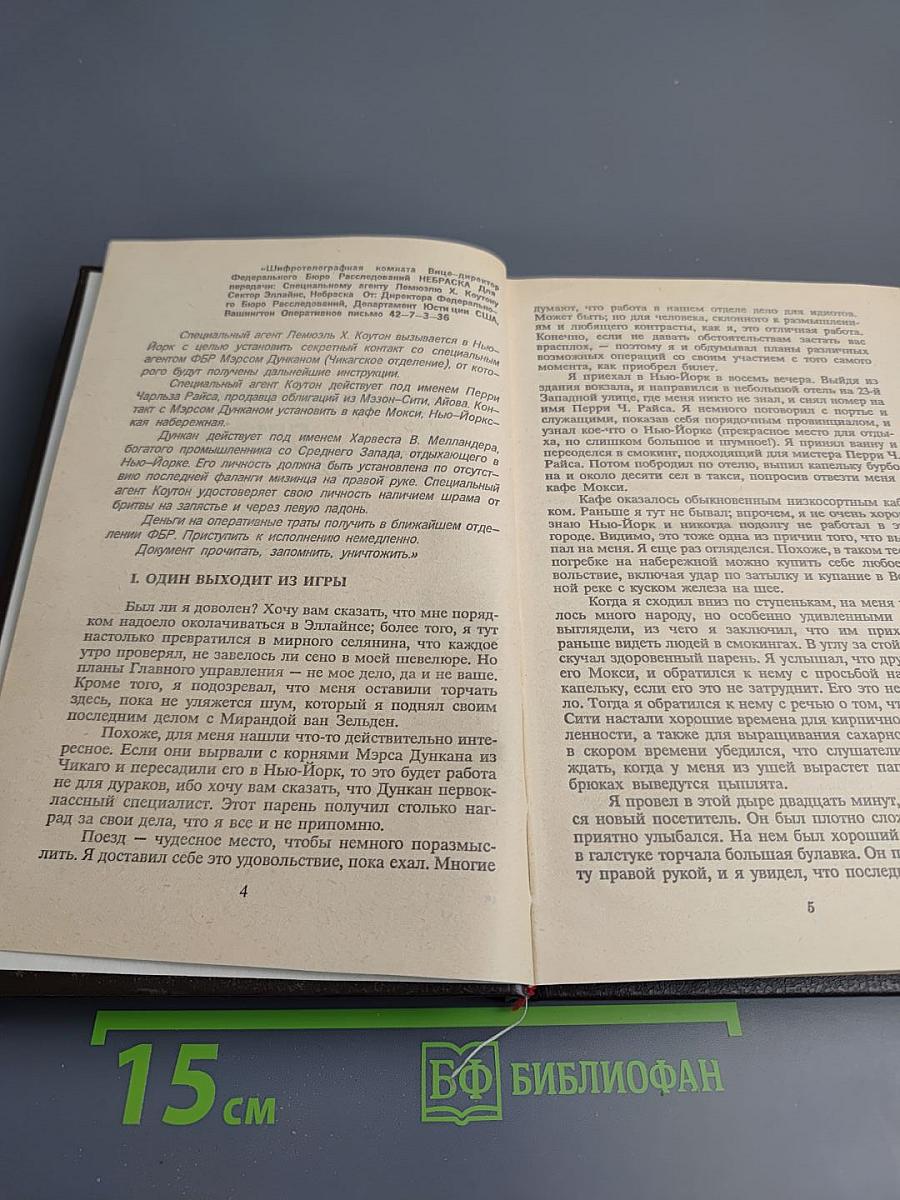 «Шифротелографная комната Вице-директор
Федерального Бюро Расследований НЕБРАСКА Для
передачи: Специальному агенту Лемюэлю Х. Коутону
Сектор Эллайнс, Небраска От: Директора Федерально-
го Бюро Расследований, Департамент Юстиции США,
Вашингтон Оперативное письмо 42—7—3—36
Специальный агент Лемюэль Х. Коутон вызывается в Нью-
Йорк с целью установить секретный контакт со специальным
агентом ФБР Мэрсом Дунканом (Чикагское отделение), от кото-
рого будут получены дальнейшие инструкции.
Специальный агент Коутон действует под именем Перри
Чарльза Райса, продавца облигаций из Мэзон-Сити, Айова. Кон-
такт с Мэрсом Дунканом установить в кафе Мокси, Нью-Йоркс-
кая набережная.
Дункан действует под именем Харвеста В. Мелландера,
богатого промышленника со Среднего Запада, отдыхающего в
Нью-Йорке. Его личность должна быть установлена по отсутст-
вию последней фаланги мизинца на правой руке. Специальный
агент Коутон удостоверяет свою личность наличием шрама от
бритвы на запястье и через левую ладонь.
Деньги на оперативные траты получить в ближайшем отде-
лении ФБР. Приступить к исполнению немедленно.
Документ прочитать, запомнить, уничтожить.»
I. ОДИН ВЫХОДИТ ИЗ ИГРЫ
Был ли я доволен? Хочу вам сказать, что мне поряд-
ком надоело околачиваться в Эллайнсе; более того, я тут
настолько превратился в мирного селянина, что каждое
утро проверял, не завелось ли сено в моей шевелюре. Но
планы Главного управления — не мое дело, да и не ваше.
Кроме того, я подозревал, что меня оставили торчать
здесь, пока не уляжется шум, который я поднял своим
последним делом с Мирандой ван Зельден.
Похоже, для меня нашли что-то действительно инте-
ресное. Если они вырвали с корнями Мэрса Дункана из
Чикаго и пересадили его в Нью-Йорк, то это будет работа
не для дураков, ибо хочу вам сказать, что Дункан первок-
лассный специалист. Этот парень получил столько наг-
рад за свои дела, что я все и не припомню.
Поезд — чудесное место, чтобы немного поразмыс-
лить. Я доставил себе это удовольствие, пока ехал. Многие
4
думают, что работа в нашем отделе дело для идиотов.
Может быть; но для человека, склонного к размышлени-
ям и любящего контрасты, как я, это отличная работа.
Конечно, если не давать обстоятельствам застать вас
врасплох, — поэтому я и обдумывал планы различных
возможных операций со своим участием с того самого
момента, как приобрел билет.
Я приехал в Нью-Йорк в восемь вечера. Выйдя из
здания вокзала, я направился в небольшой отель на 23-й
Западной улице, где меня никто не знал, и снял номер на
имя Перри Ч. Райса. Я немного поговорил с портье и
служащими, показав себя порядочным провинциалом, и
узнал кое-что о Нью-Йорке (прекрасное место для отды-
ха, но слишком большое и шумное!). Я принял ванну и
переоделся в смокинг, подходящий для мистера Перри Ч.
Райса. Потом побродил по отелю, выпил капельку бурбо-
на и около десяти сел в такси, попросив отвезти меня
кафе Мокси.
Кафе оказалось обыкновенным низкосортным каб
ком. Раньше я тут не бывал; впрочем, я не очень хорош
знаю Нью-Йорк и никогда подолгу не работал в э
городе. Видимо, это тоже одна из причин того, что вы
пал на меня. Я еще раз огляделся. Похоже, в таком те
погребке на набережной можно купить себе любое
вольствие, включая удар по затылку и купание в Во
ной реке с куском железа на шее.
Когда я сходил вниз по ступенькам, на меня
лось много народу, но особенно удивленными
выглядели, из чего я заключил, что им прих
раньше видеть людей в смокингах. В углу за стой
скучал здоровенный парень. Я услышал, что дру
его Мокси, и обратился к нему с просьбой на
капельку, если его это не затруднит. Его это не
ло. Тогда я обратился к нему с речью о том, чт
Сити настали хорошие времена для кирпично
ленности, а также для выращивания сахарно
в скором времени убедился, что слушатели
ждать, когда у меня из ушей вырастет пап
брюках выведутся цыплята.
Я провел в этой дыре двадцать минут,
ся новый посетитель. Он был плотно слож
приятно улыбался. На нем был хороший
в галстуке торчала большая булавка. Он п
ту правой рукой, и я увидел, что послед
5
15 см
БФ БИБЛИОФАН